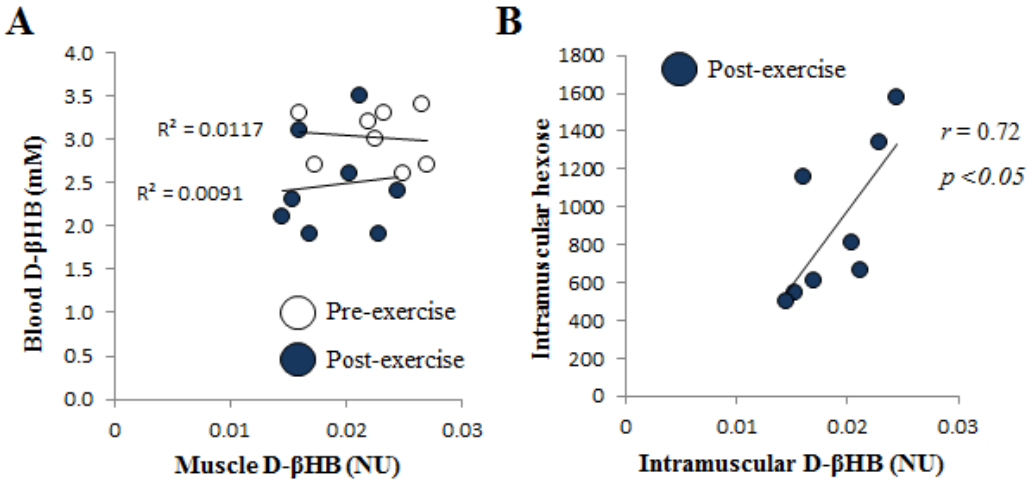 A
Blood D-βHB (mM)
4.0
3.5
3.0
2.5
2.0
1.5
1.0
0.5
0.0
R² = 0.0117
R² = 0.0091
Pre-exercise
Post-exercise
0
0.01
0.02
0.03
Muscle D-βHB (NU)
B
Intramuscular hexose
1800
1600
1400
1200
1000
800
600
400
200
0
Post-exercise
r = 0.72
p <0.05
0
0.01
0.02
0.03
Intramuscular D-βHB (NU)